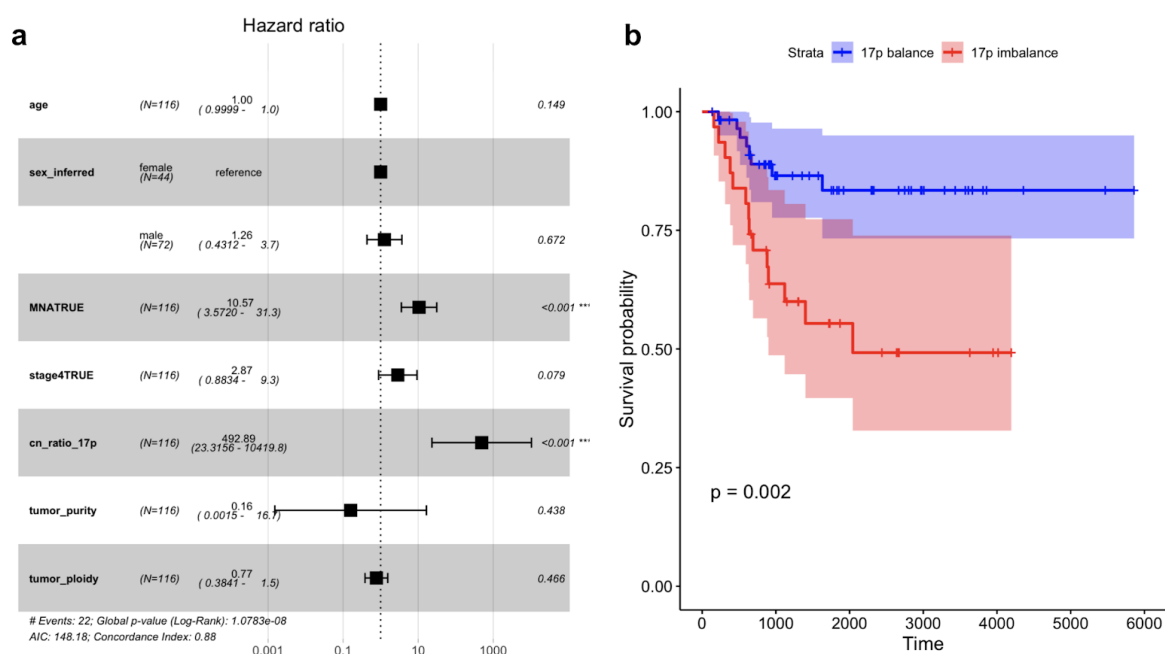 a
Hazard ratio
age (N=116) 1.00 0.149
( 0.9999 - 1.0)
sex_inferred female reference
(N=44)
male 1.26 0.672
(N=72) ( 0.4312 - 3.7)
MNATRUE (N=116) 10.57 <0.001 ***
( 3.5720 - 31.3)
stage4TRUE (N=116) 2.87 0.079
( 0.8834 - 9.3)
cn_ratio_17p (N=116) 492.89 <0.001 ***
(23.3156 - 10419.8)
tumor_purity (N=116) 0.16 0.438
( 0.0015 - 16.7)
tumor_ploidy (N=116) 0.77 0.466
( 0.3841 - 1.5)
# Events: 22; Global p-value (Log-Rank): 1.0783e-08
AIC: 148.18; Concordance Index: 0.88
0.001 0.1 10 1000
b
Strata 17p balance 17p imbalance
Survival probability
1.00
0.75
0.50
0.25
0.00
p = 0.002
0 1000 2000 3000 4000 5000 6000
Time